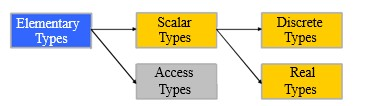 Elementary
Types
Scalar
Types
Discrete
Types
Access
Types
Real
Types